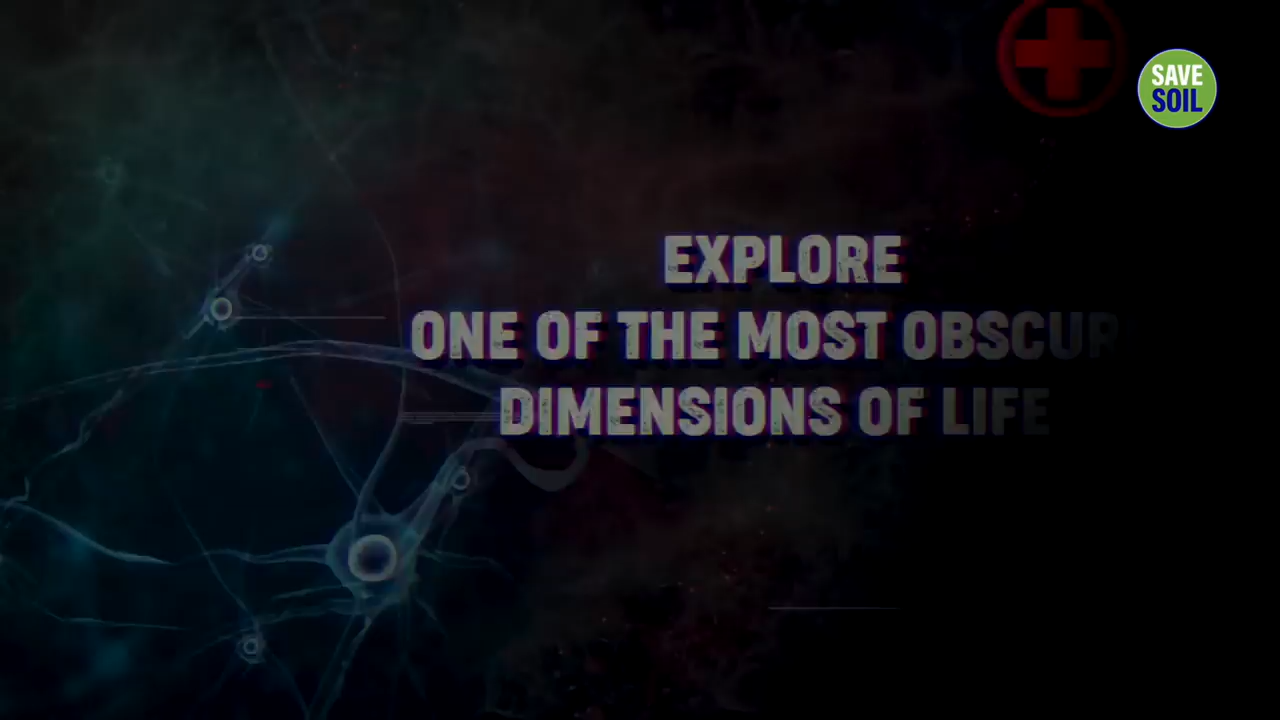 SAVE
SOIL
EXPLORE
ONE OF THE MOST OBSCUR
DIMENSIONS OF LIFE